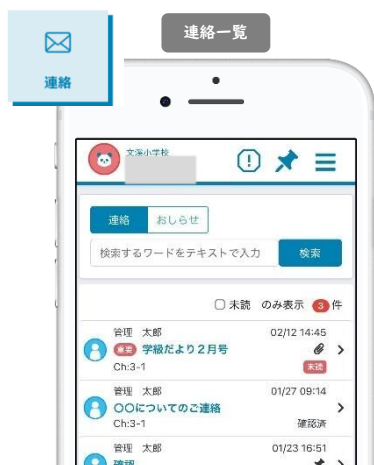 連絡
連絡一覧
文溪小学校
連絡 おしらせ
検索するワードをテキストで入力 検索
未読 のみ表示 3 件
管理 太郎 02/12 14:45
重要 学級だより2月号
Ch:3-1 未読
管理 太郎 01/27 09:14
〇〇についてのご連絡
Ch:3-1 確認済
管理 太郎 01/23 16:51
確認